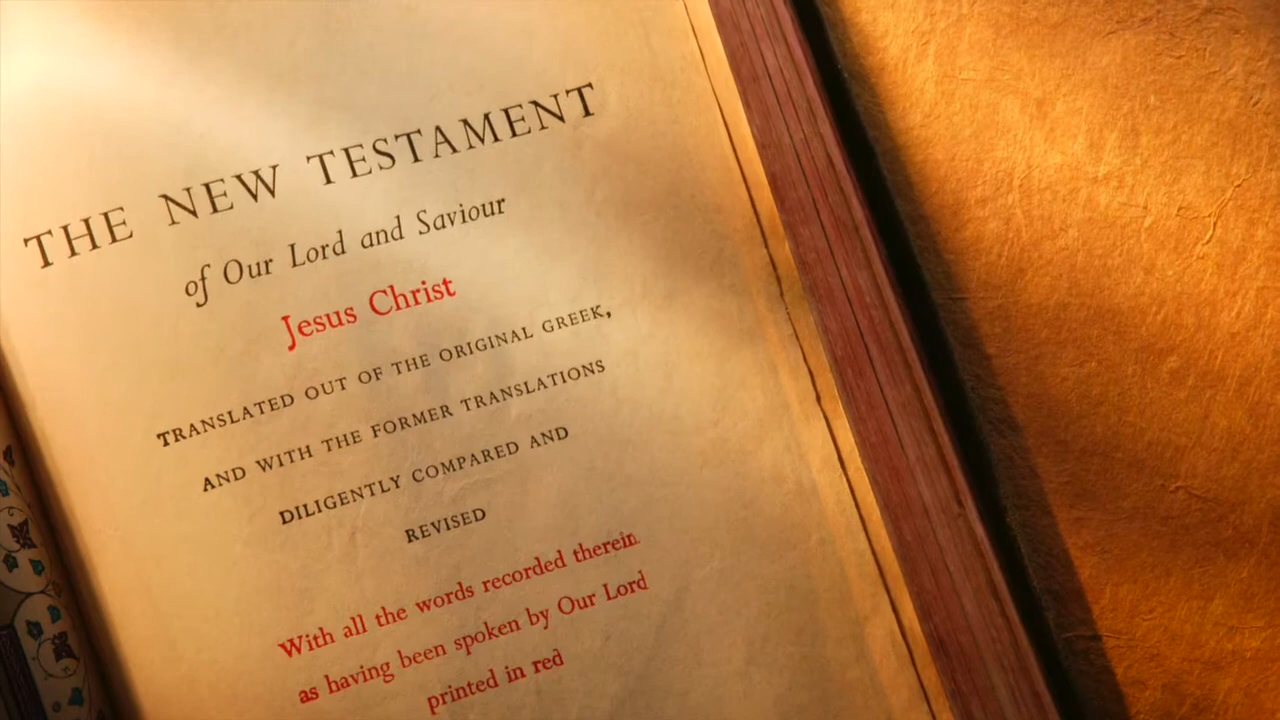 THE NEW TESTAMENT
of Our Lord and Saviour
Jesus Christ
TRANSLATED OUT OF THE ORIGINAL GREEK,
AND WITH THE FORMER TRANSLATIONS
DILIGENTLY COMPARED AND
REVISED
With all the words recorded therein
as having been spoken by Our Lord
printed in red